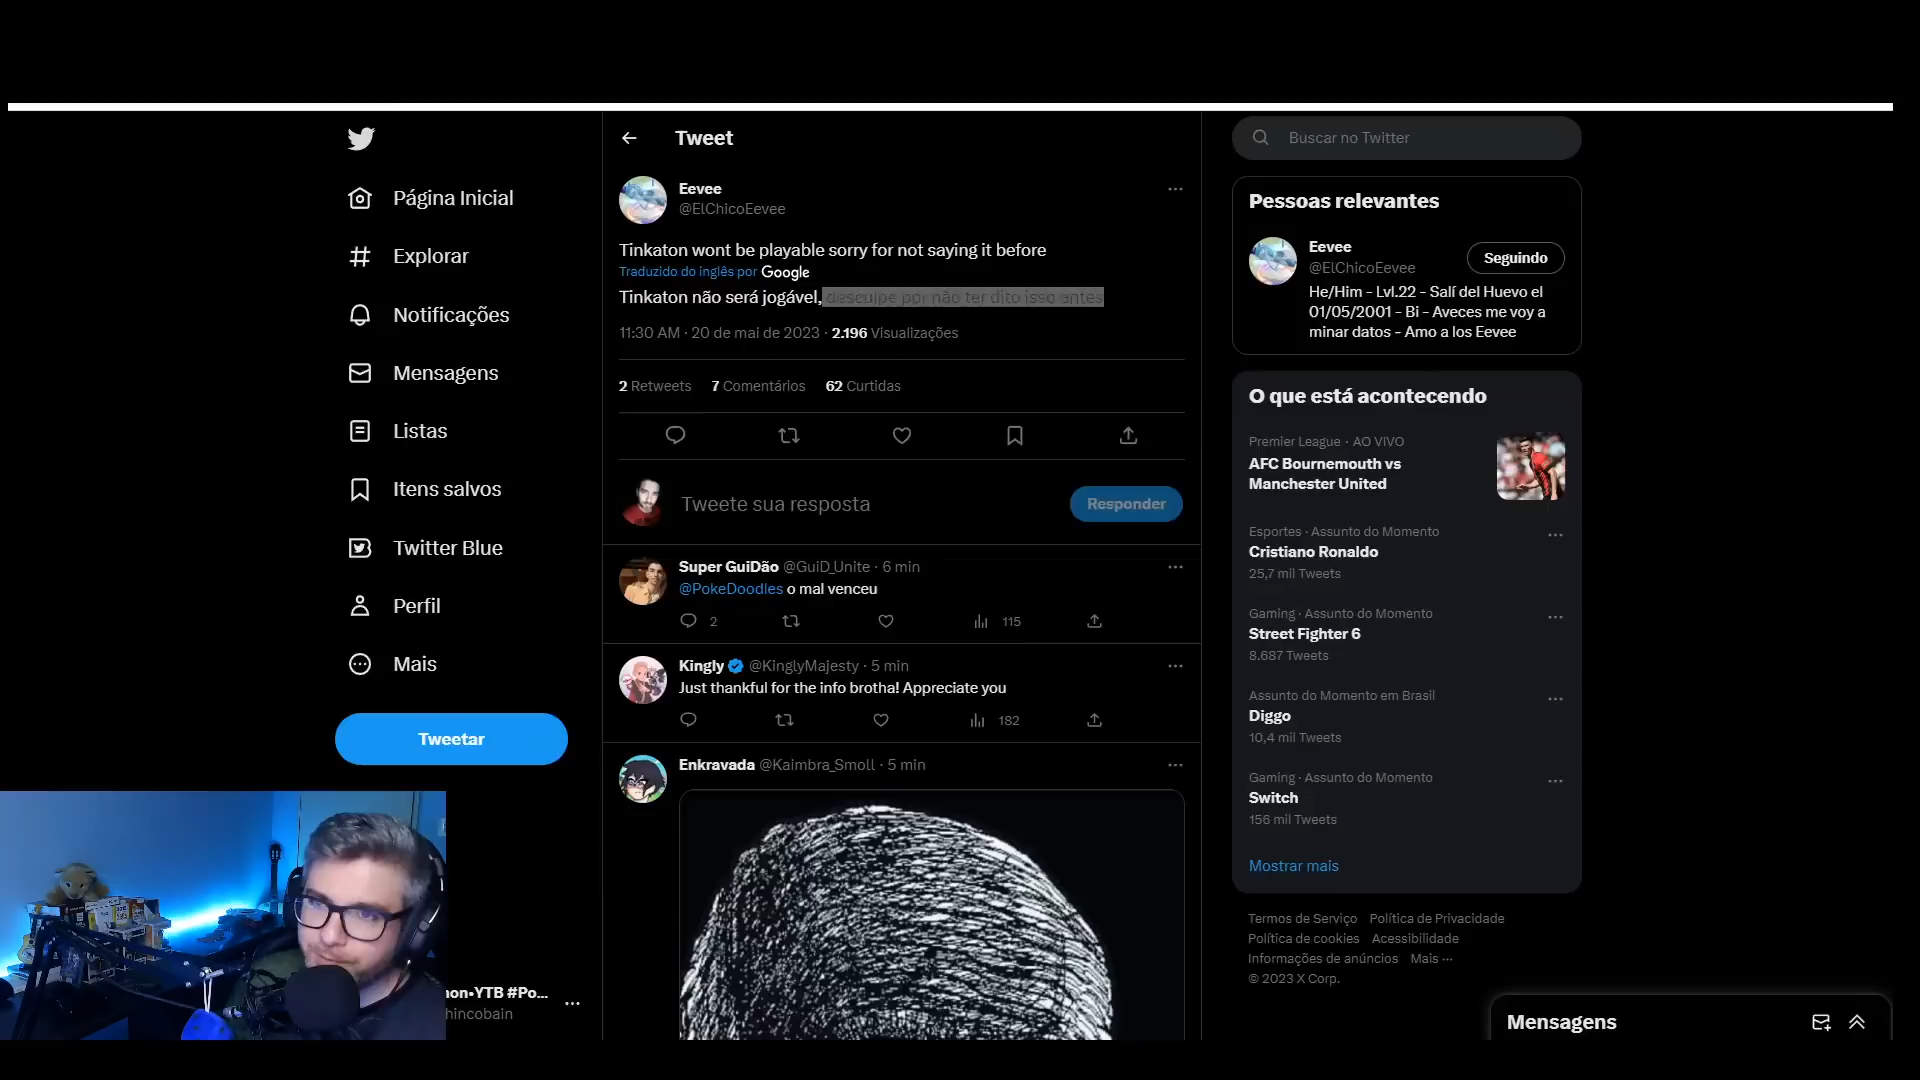 Tweet
Buscar no Twitter
Página Inicial
Explorar
Notificações
Mensagens
Listas
Itens salvos
Twitter Blue
Perfil
Mais
Tweetar
Eevee
@ElChicoEevee
Tinkaton wont be playable sorry for not saying it before
Traduzido do inglês por Google
Tinkaton não será jogável, desculpe por não ter dito isso antes
11:30 AM · 20 de mai de 2023 · 2.196 Visualizações
2 Retweets 7 Comentários 62 Curtidas
Tweete sua resposta
Responder
Super GuiDão @GuiD_Unite · 6 min
@PokeDoodles o mal venceu
2 115
Kingly @KinglyMajesty · 5 min
Just thankful for the info brotha! Appreciate you
182
Enkravada @Kaimbra_Smoll · 5 min
Pessoas relevantes
Eevee
@ElChicoEevee
Seguindo
He/Him - Lvl.22 - Salí del Huevo el
01/05/2001 - Bi - Aveces me voy a
minar datos - Amo a los Eevee
O que está acontecendo
Premier League · AO VIVO
AFC Bournemouth vs
Manchester United
Esportes · Assunto do Momento
Cristiano Ronaldo
25,7 mil Tweets
Gaming · Assunto do Momento
Street Fighter 6
8.687 Tweets
Assunto do Momento em Brasil
Diggo
10,4 mil Tweets
Gaming · Assunto do Momento
Switch
156 mil Tweets
Mostrar mais
Termos de Serviço Política de Privacidade
Política de cookies Acessibilidade
Informações de anúncios Mais ···
© 2023 X Corp.
non•YTB #Po...
hincobain
Mensagens